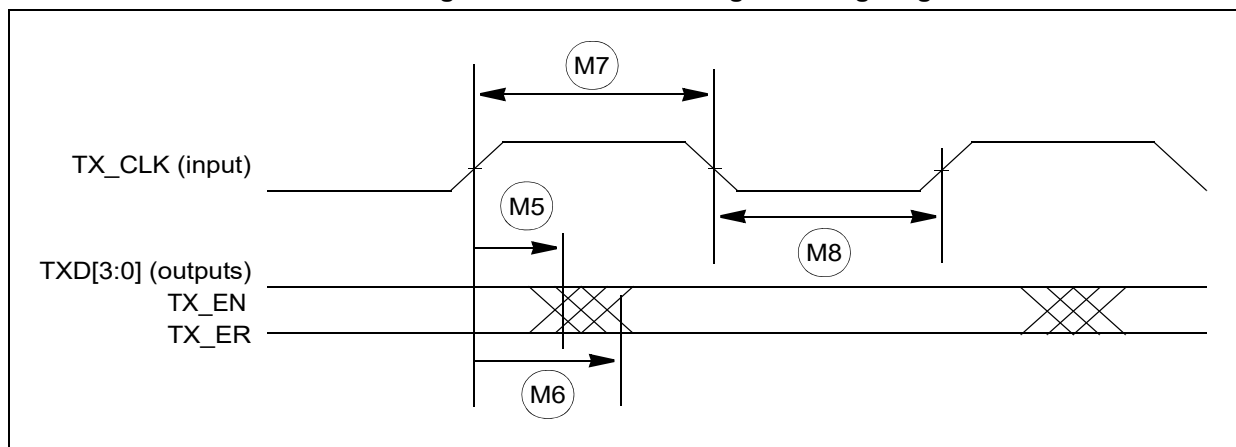 M7
TX_CLK (input)
M5
M8
TXD[3:0] (outputs)
TX_EN
TX_ER
M6